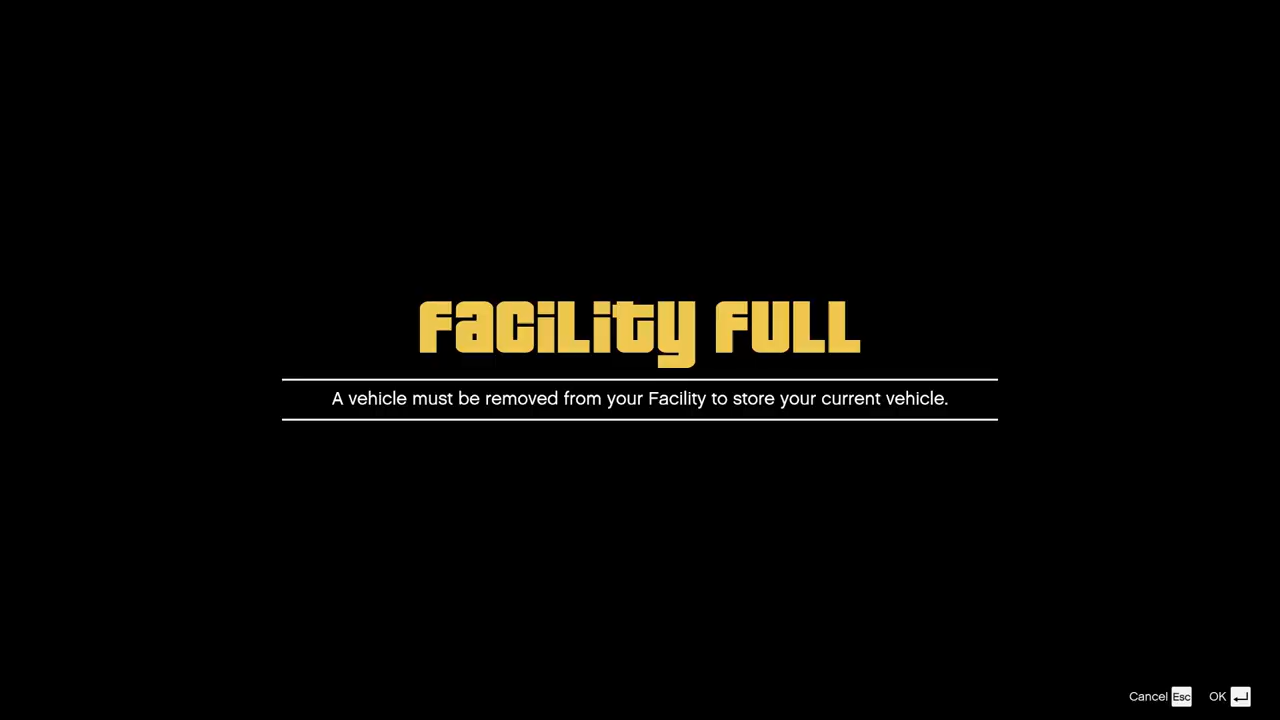 Facility Full
A vehicle must be removed from your Facility to store your current vehicle.
Cancel Esc OK